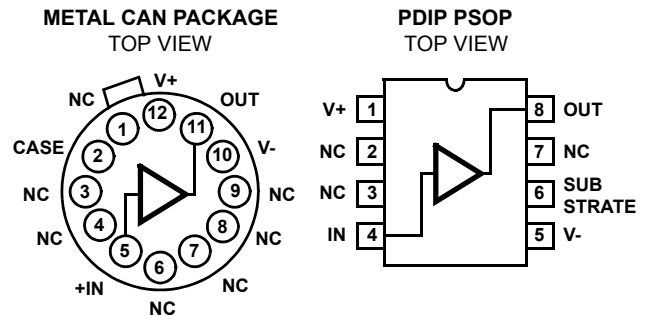 METAL CAN PACKAGE
TOP VIEW
NC
V+
OUT
CASE
V-
NC
NC
NC
NC
+IN
NC
NC
1
2
3
4
5
6
7
8
9
10
11
12
PDIP PSOP
TOP VIEW
V+ 1
NC 2
NC 3
IN 4
8 OUT
7 NC
6 SUB
STRATE
5 V-